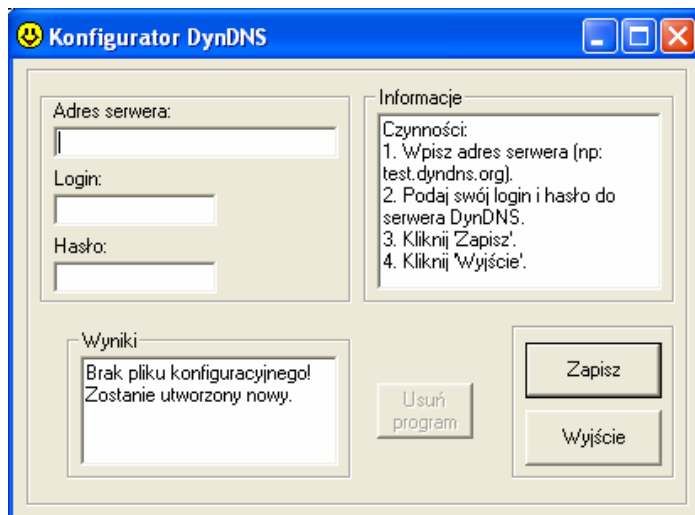 Konfigurator DynDNS
Adres serwera:
Login:
Hasło:
Informacje
Czynności:
1. Wpisz adres serwera (np:
test.dyndns.org).
2. Podaj swój login i hasło do
serwera DynDNS.
3. Kliknij 'Zapisz'.
4. Kliknij 'Wyjście'.
Wyniki
Brak pliku konfiguracyjnego!
Zostanie utworzony nowy.
Usuń
program
Zapisz
Wyjście